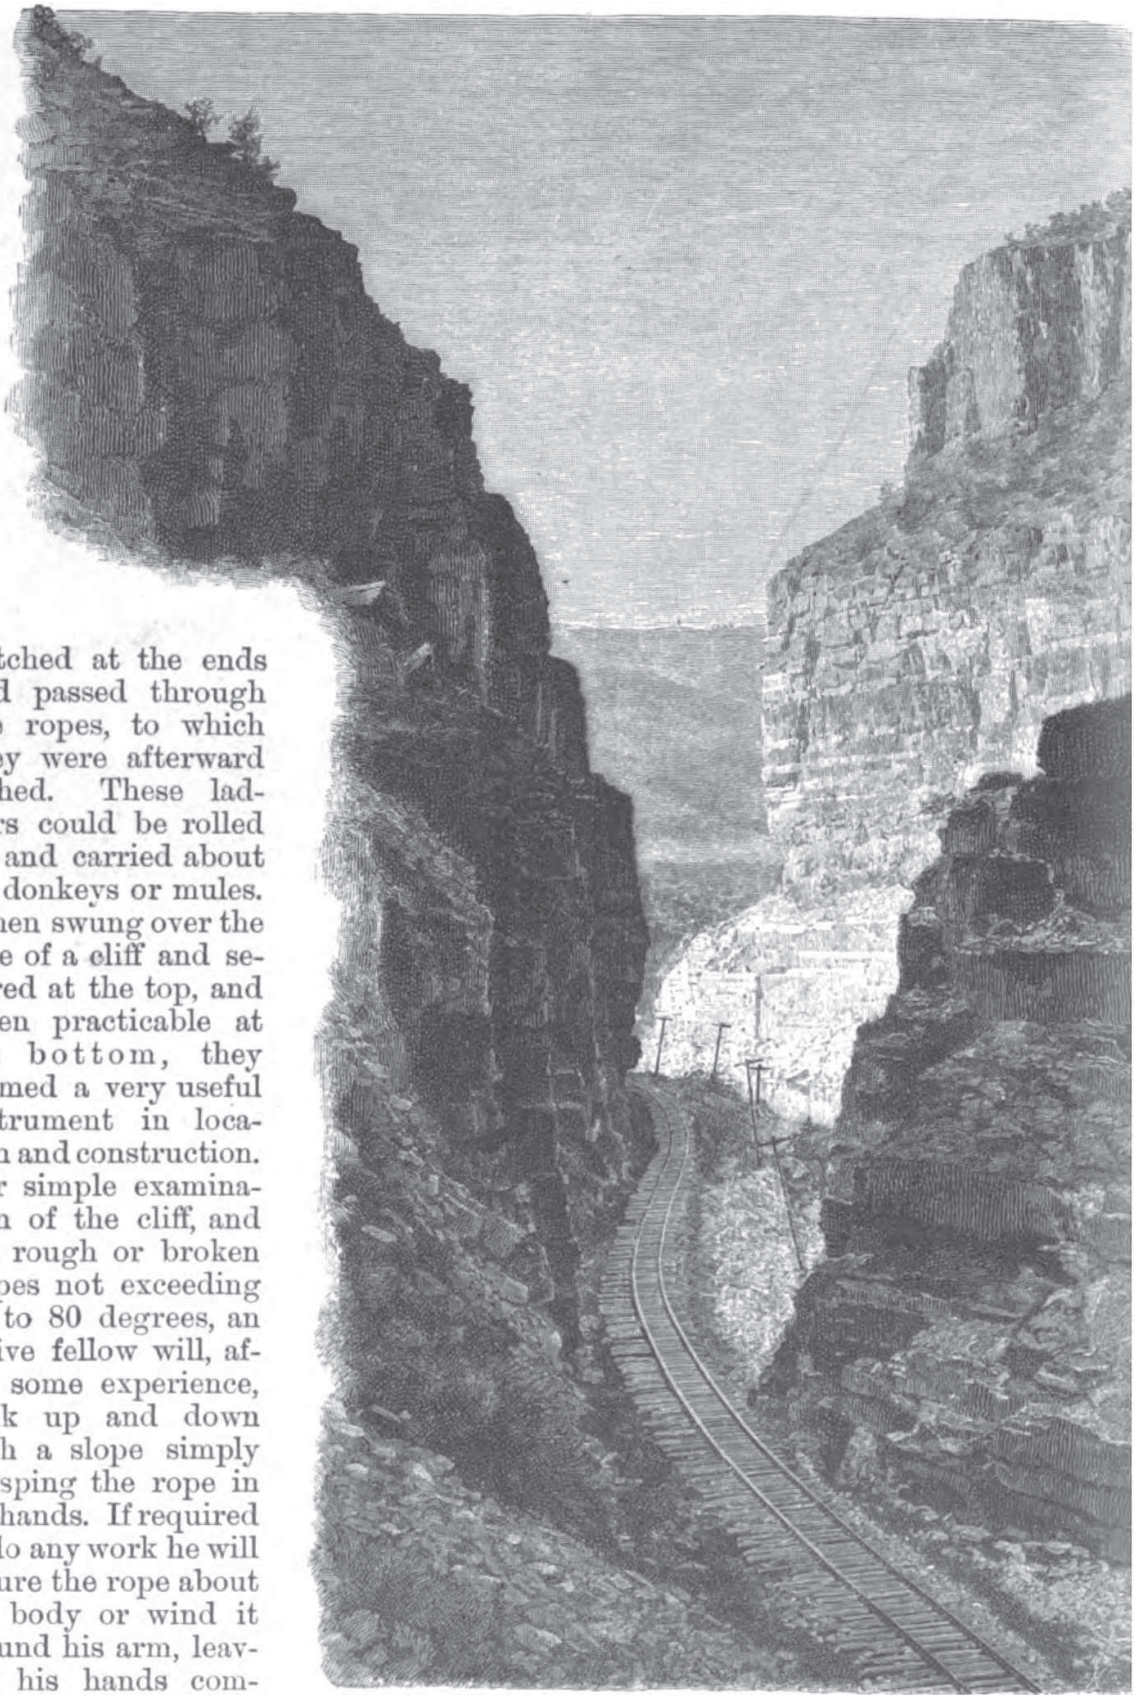 tched at the ends
d passed through
e ropes, to which
ey were afterward
hed. These lad-
rs could be rolled
and carried about
donkeys or mules.
hen swung over the
e of a cliff and se-
red at the top, and
en practicable at
bottom, they
med a very useful
trument in loca-
n and construction.
r simple examina-
n of the cliff, and
rough or broken
pes not exceeding
to 80 degrees, an
ive fellow will, af-
some experience,
k up and down
h a slope simply
sping the rope in
hands. If required
do any work he will
ure the rope about
body or wind it
und his arm, leav-
his hands com-